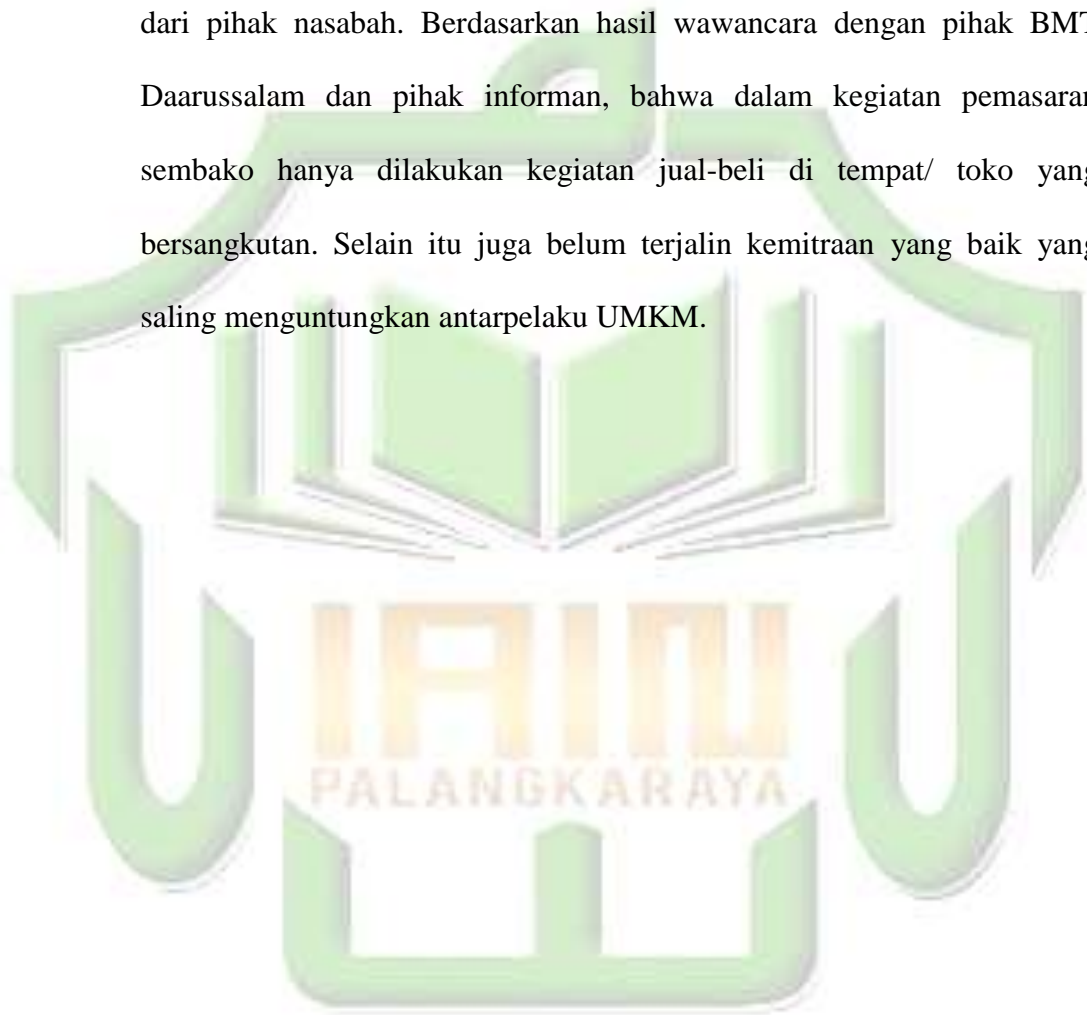 dari pihak nasabah. Berdasarkan hasil wawancara dengan pihak BMT
Daarussalam dan pihak informan, bahwa dalam kegiatan pemasaran
sembako hanya dilakukan kegiatan jual-beli di tempat/ toko yang
bersangkutan. Selain itu juga belum terjalin kemitraan yang baik yang
saling menguntungkan antarpelaku UMKM.
IAIN
PALANGKARAYA